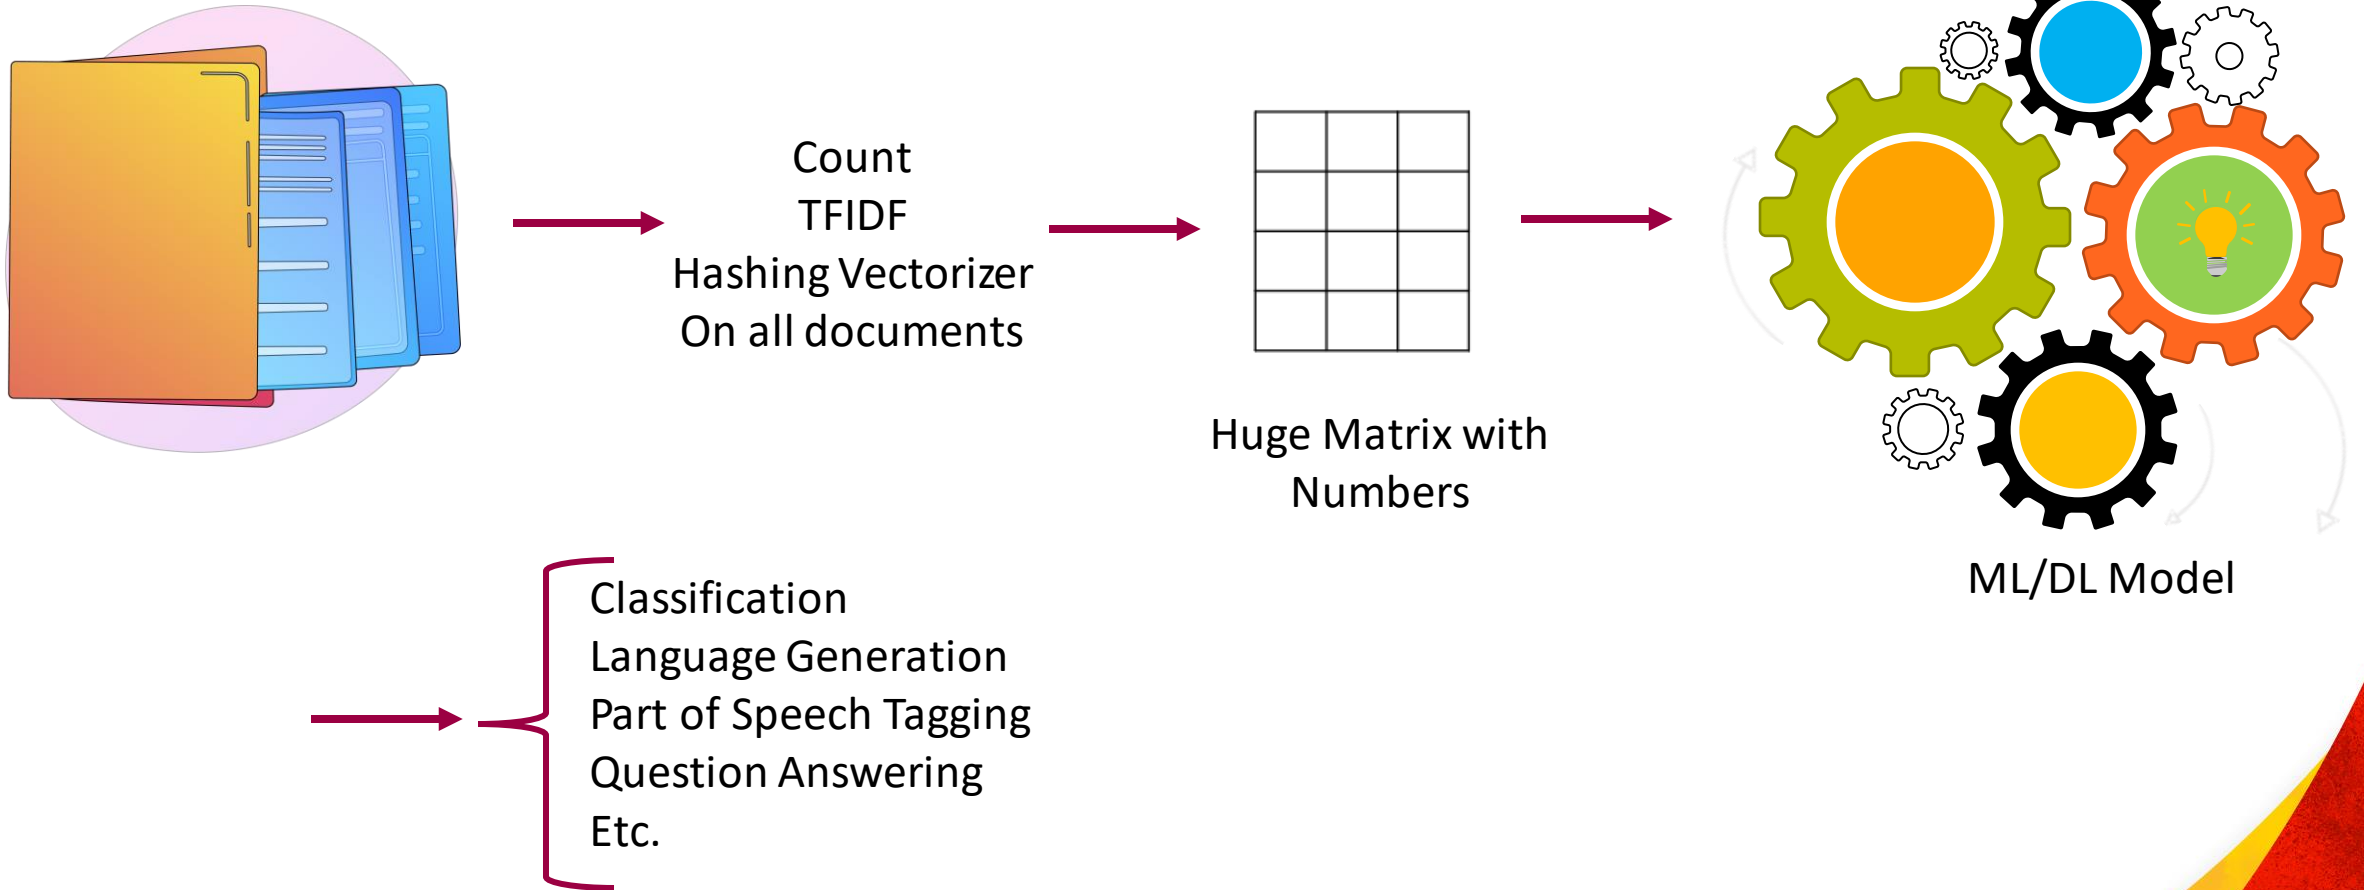 Count
TFIDF
Hashing Vectorizer
On all documents
Huge Matrix with
Numbers
ML/DL Model
Classification
Language Generation
Part of Speech Tagging
Question Answering
Etc.